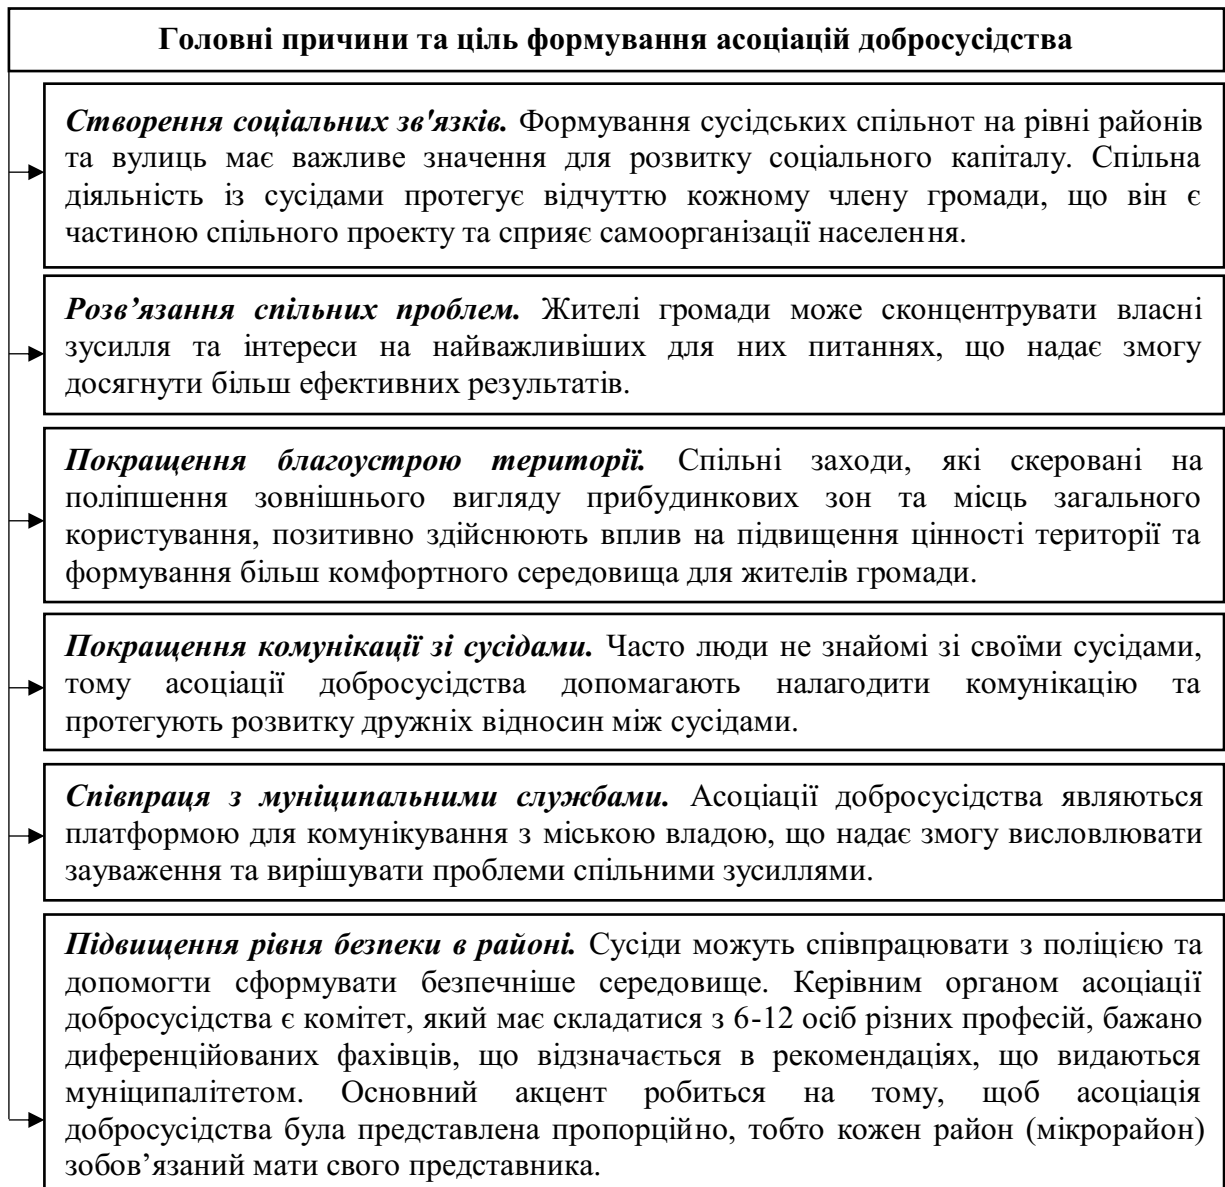 Головні причини та ціль формування асоціацій добросусідства
Створення соціальних зв'язків. Формування сусідських спільнот на рівні районів
та вулиць має важливе значення для розвитку соціального капіталу. Спільна
діяльність із сусідами протегує відчуттю кожному члену громади, що він є
частиною спільного проекту та сприяє самоорганізації населення.
Розв’язання спільних проблем. Жителі громади може сконцентрувати власні
зусилля та інтереси на найважливіших для них питаннях, що надає змогу
досягнути більш ефективних результатів.
Покращення благоустрою території. Спільні заходи, які скеровані на
поліпшення зовнішнього вигляду прибудинкових зон та місць загального
користування, позитивно здійснюють вплив на підвищення цінності території та
формування більш комфортного середовища для жителів громади.
Покращення комунікації зі сусідами. Часто люди не знайомі зі своїми сусідами,
тому асоціації добросусідства допомагають налагодити комунікацію та
протегують розвитку дружніх відносин між сусідами.
Співпраця з муніципальними службами. Асоціації добросусідства являються
платформою для комунікування з міською владою, що надає змогу висловлювати
зауваження та вирішувати проблеми спільними зусиллями.
Підвищення рівня безпеки в районі. Сусіди можуть співпрацювати з поліцією та
допомогти сформувати безпечніше середовище. Керівним органом асоціації
добросусідства є комітет, який має складатися з 6-12 осіб різних професій, бажано
диференційованих фахівців, що відзначається в рекомендаціях, що видаються
муніципалітетом. Основний акцент робиться на тому, щоб асоціація
добросусідства була представлена пропорційно, тобто кожен район (мікрорайон)
зобов’язаний мати свого представника.